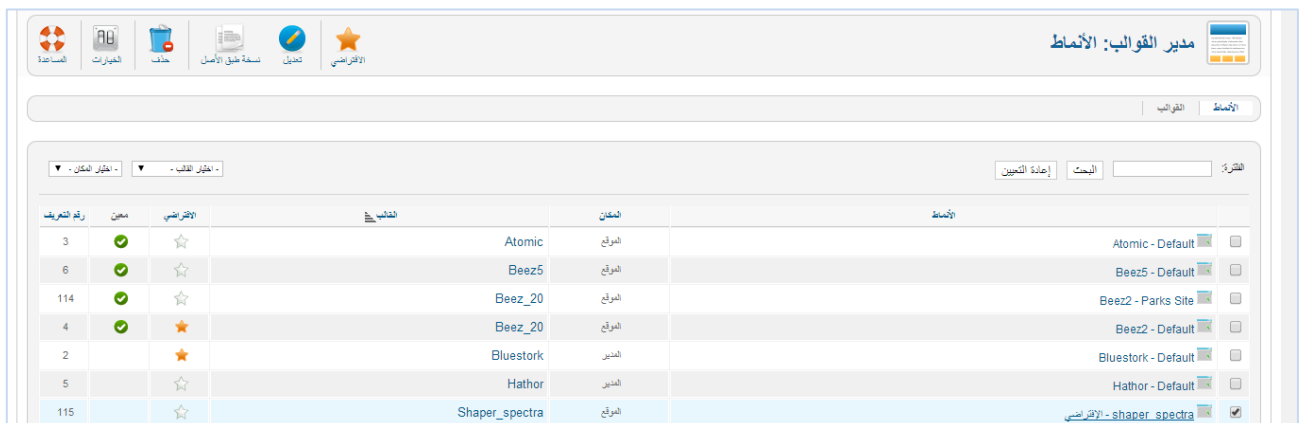 مدير القوالب: الأنماط
الافتراضي
تعديل
نسخة طبق الأصل
حذف
الخيارات
المساعدة
الأنماط القوالب
الفلترة: البحث إعادة التعيين - اختيار القالب - - اختيار المكان -
الأنماط المكان القالب الافتراضي معين رقم التعريف
Atomic - Default الموقع Atomic 3
Beez5 - Default الموقع Beez5 6
Beez2 - Parks Site الموقع Beez_20 114
Beez2 - Default الموقع Beez_20 4
Bluestork - Default المدير Bluestork 2
Hathor - Default المدير Hathor 5
shaper_spectra - الإفتراضي الموقع Shaper_spectra 115